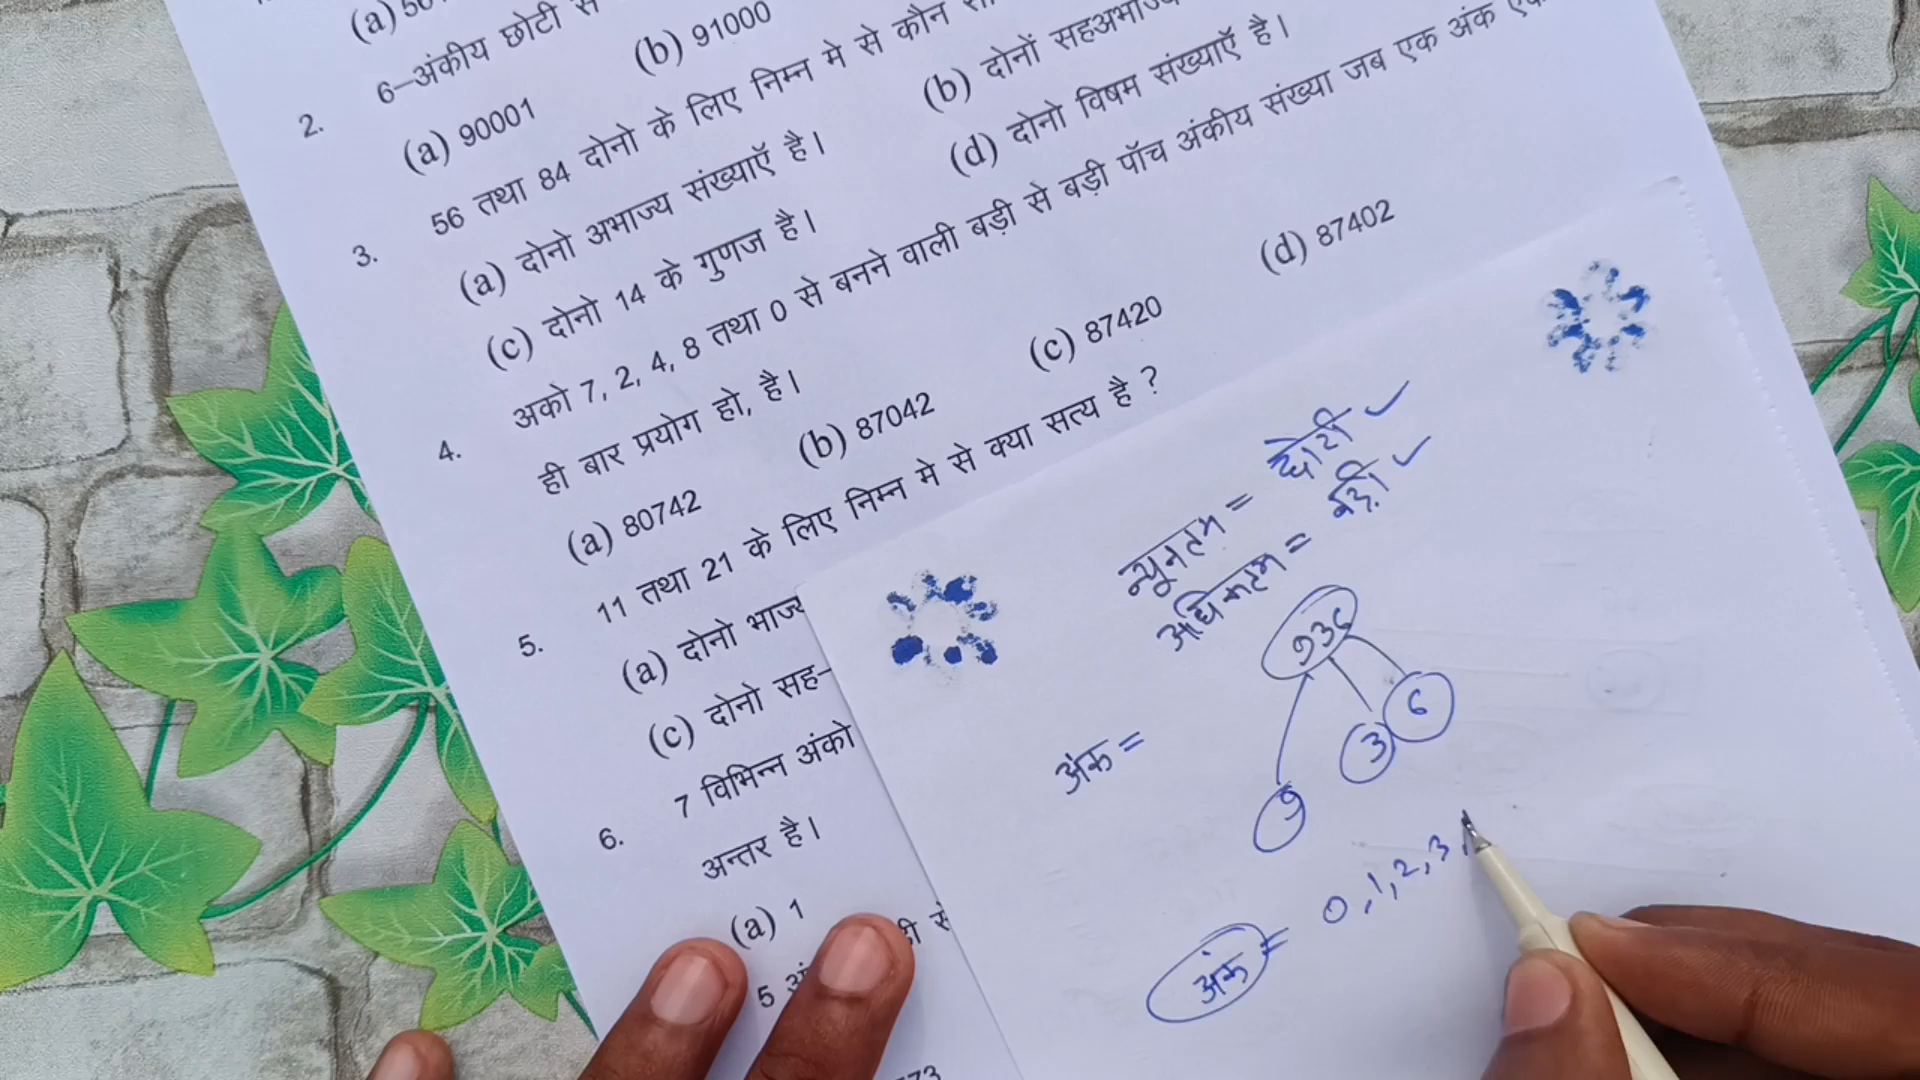 (a)
6–अंकीय छोटी
2. (a) 90001 (b) 91000
56 तथा 84 दोनो के लिए निम्न मे से कौन
3. (a) दोनो अभाज्य संख्याएँ है। (b) दोनों
(c) दोनो 14 के गुणज है। (d) दोनो विषम संख्याएँ है।
4. अको 7, 2, 4, 8 तथा 0 से बनने वाली बड़ी से बड़ी पाँच अंकीय संख्या जब एक अंक
ही बार प्रयोग हो, है।
(a) 80742 (b) 87042 (c) 87420 (d) 87402
5. 11 तथा 21 के लिए निम्न मे से क्या सत्य है ?
(a) दोनो
(c) दोनो सह–
6. 7 विभिन्न अंको
अन्तर है।
(a) 1
5
73
न्यूनतम = छोटी ✓
अधिकतम = बड़ी ✓
936
अंक =
9 3 6
अंक = 0, 1, 2, 3,